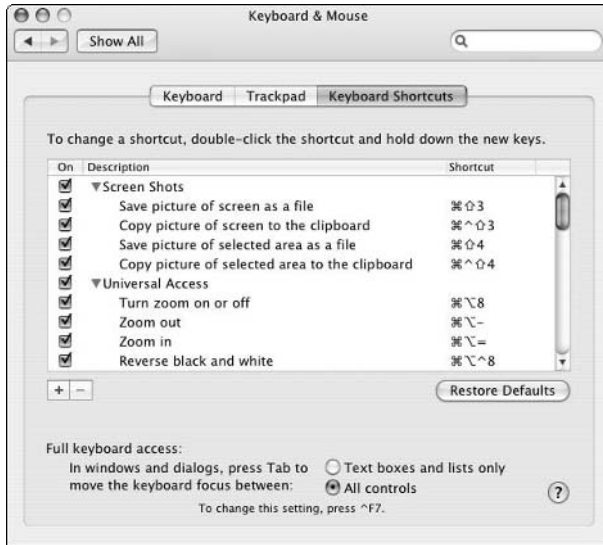 Keyboard & Mouse
Show All
Keyboard Trackpad Keyboard Shortcuts
To change a shortcut, double-click the shortcut and hold down the new keys.
On Description Shortcut
▼Screen Shots
Save picture of screen as a file ⌘⇧3
Copy picture of screen to the clipboard ⌘^⇧3
Save picture of selected area as a file ⌘⇧4
Copy picture of selected area to the clipboard ⌘^⇧4
▼Universal Access
Turn zoom on or off ⌘⌥8
Zoom out ⌘⌥-
Zoom in ⌘⌥=
Reverse black and white ⌘⌥^8
+ − Restore Defaults
Full keyboard access:
In windows and dialogs, press Tab to
move the keyboard focus between:
Text boxes and lists only
All controls
?
To change this setting, press ^F7.